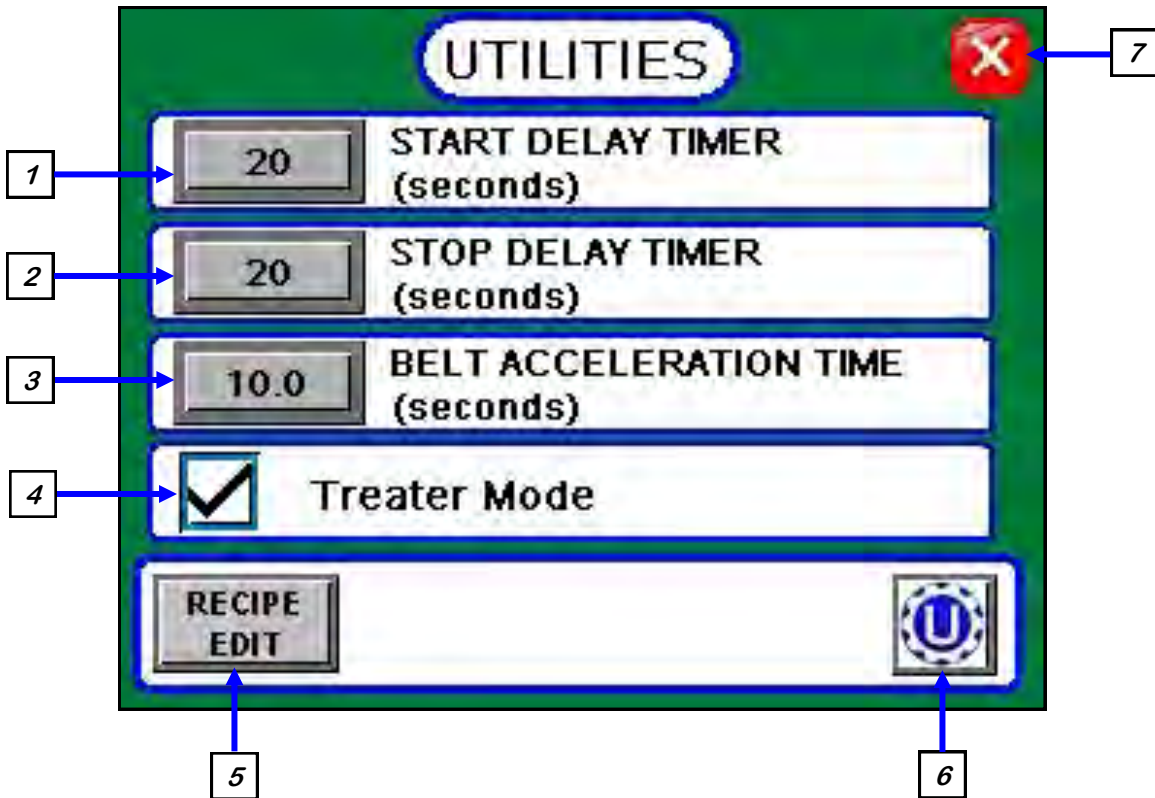 UTILITIES
7
1
20
START DELAY TIMER
(seconds)
2
20
STOP DELAY TIMER
(seconds)
3
10.0
BELT ACCELERATION TIME
(seconds)
4
Treater Mode
RECIPE
EDIT
U
5
6